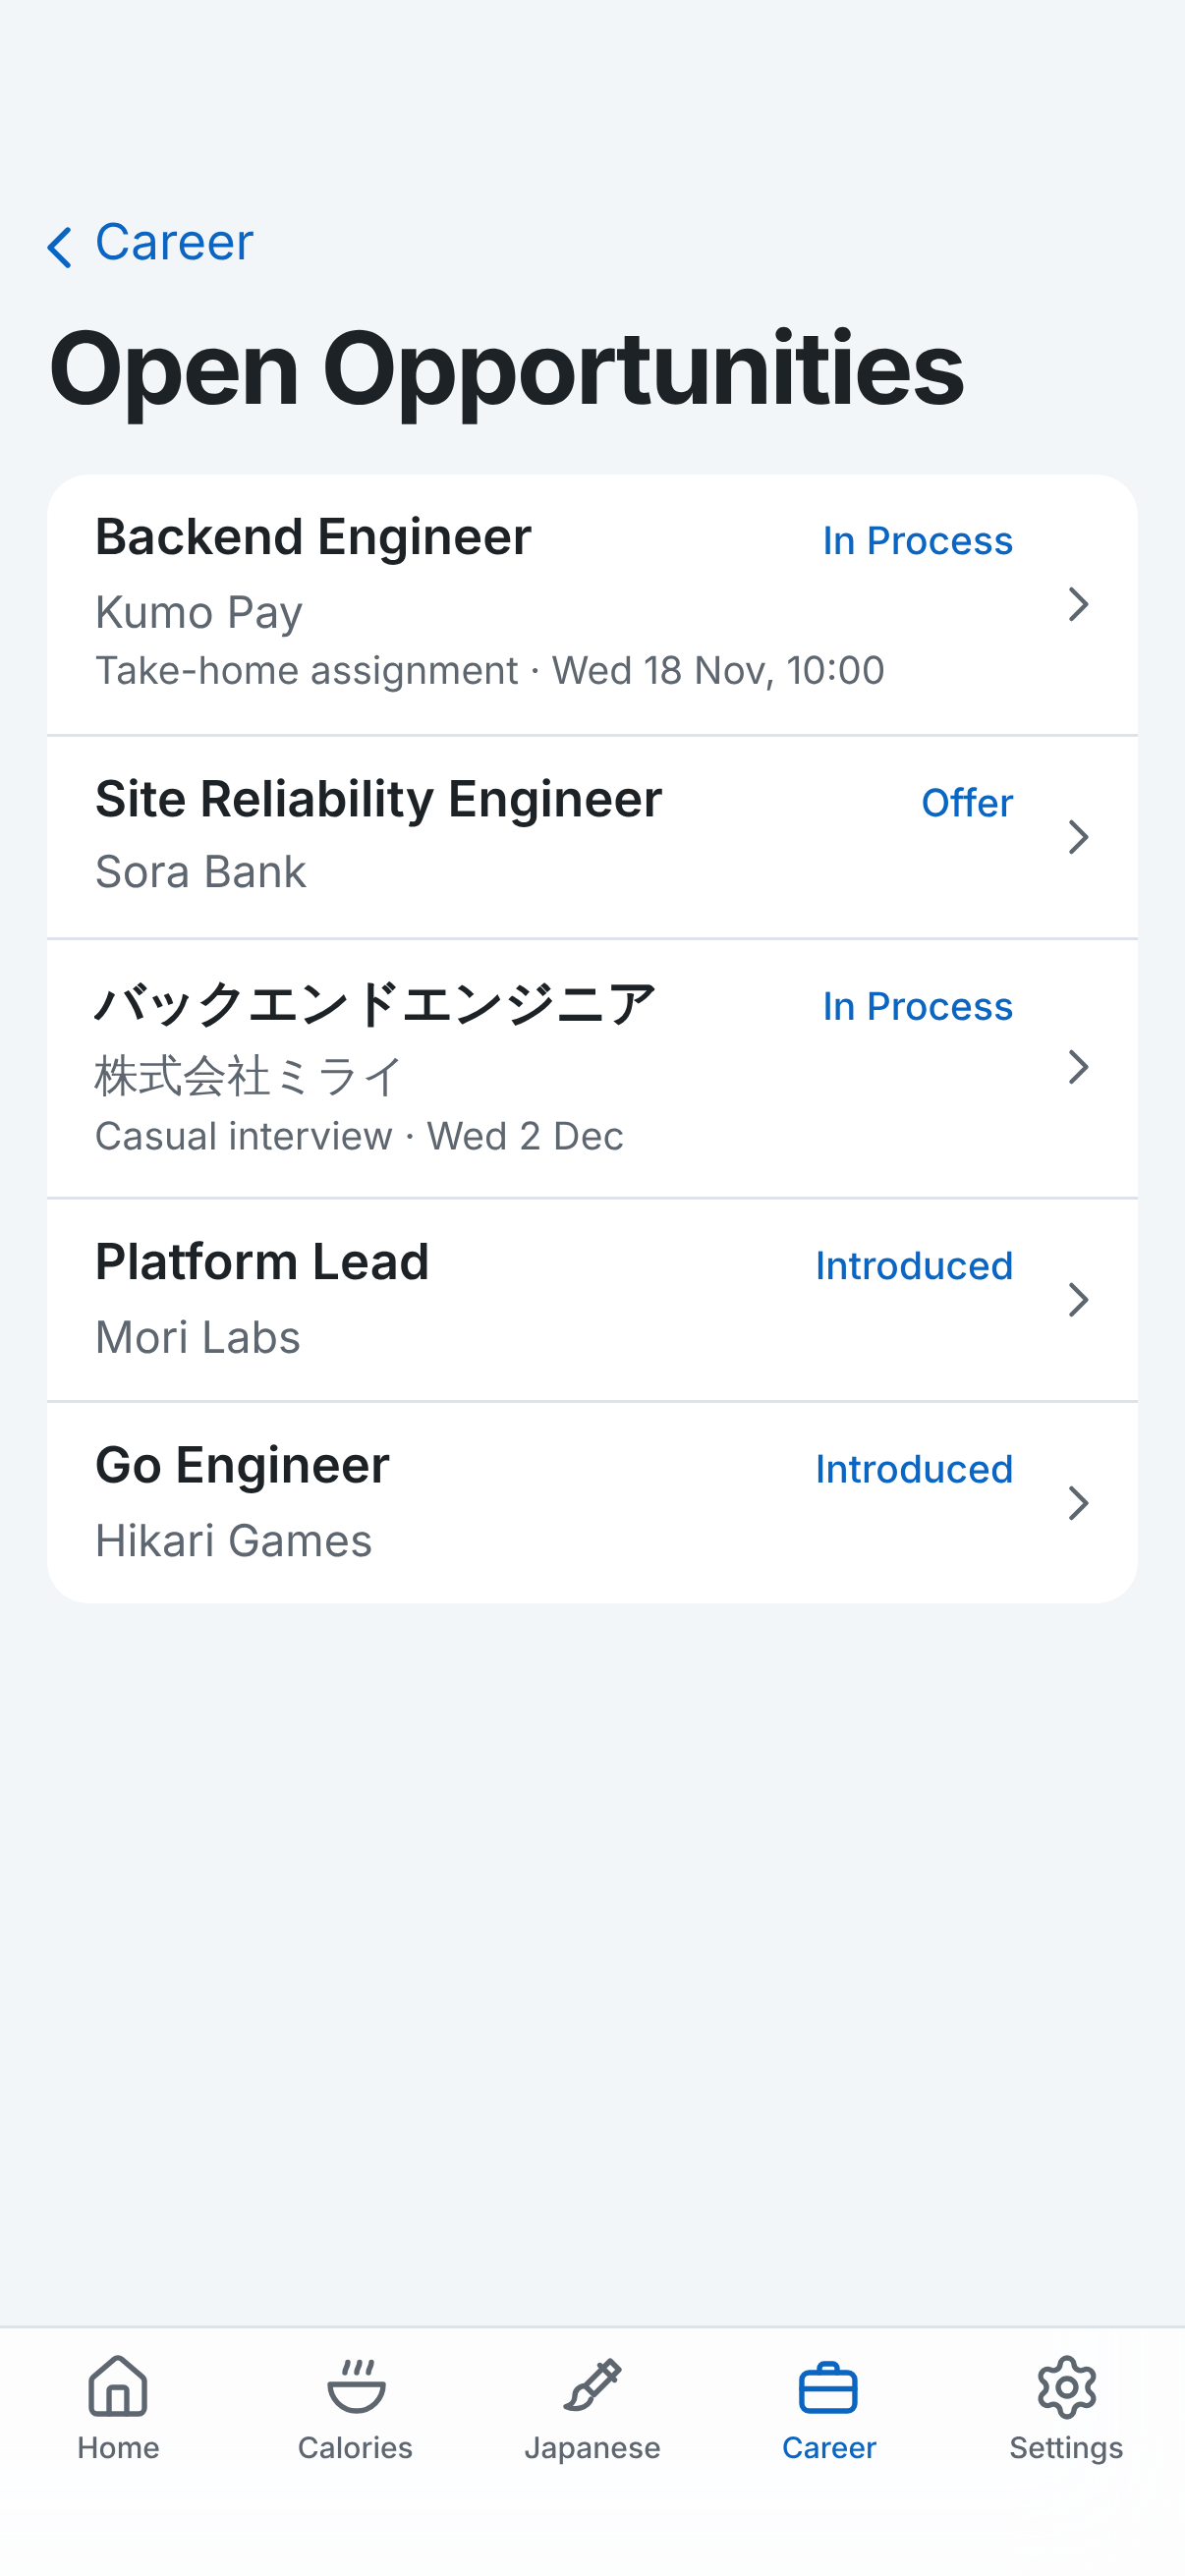 Career
Open Opportunities
Backend Engineer
In Process
Kumo Pay
Take-home assignment · Wed 18 Nov, 10:00
Site Reliability Engineer
Offer
Sora Bank
バックエンドエンジニア
In Process
株式会社ミライ
Casual interview · Wed 2 Dec
Platform Lead
Introduced
Mori Labs
Go Engineer
Introduced
Hikari Games
Home
Calories
Japanese
Career
Settings